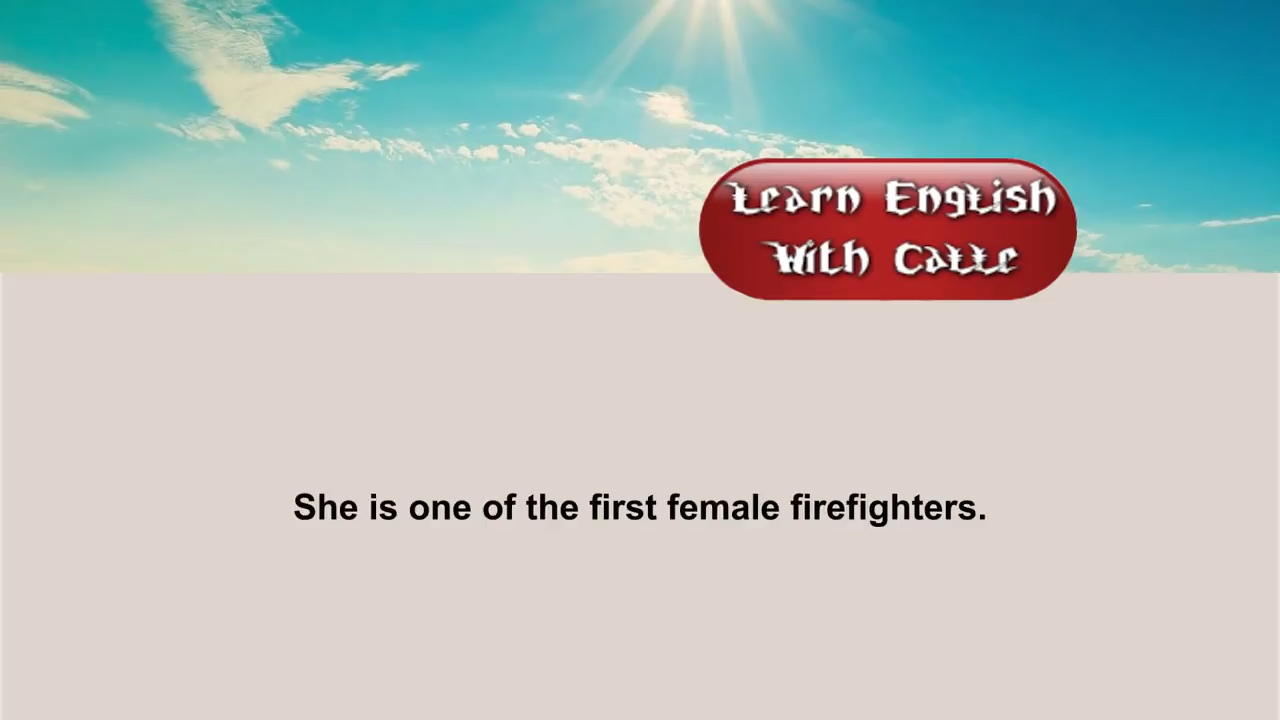 Learn English
With Calle
She is one of the first female firefighters.